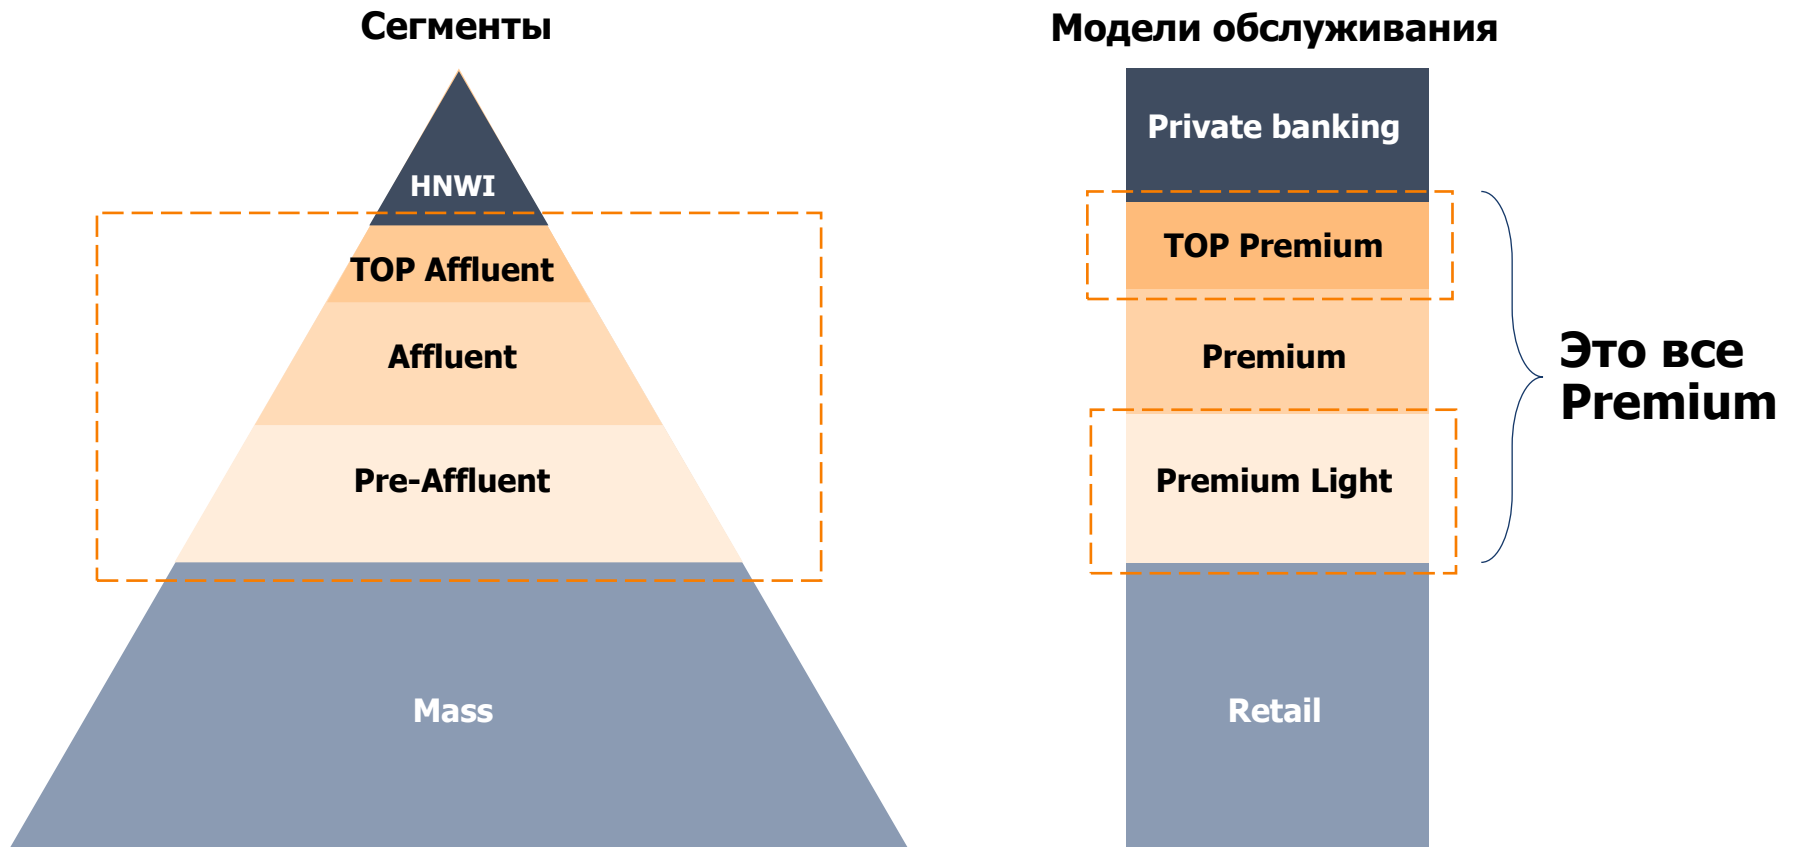 Сегменты
HNWI
TOP Affluent
Affluent
Pre-Affluent
Mass
Модели обслуживания
Private banking
TOP Premium
Premium
Premium Light
Retail
Это все
Premium